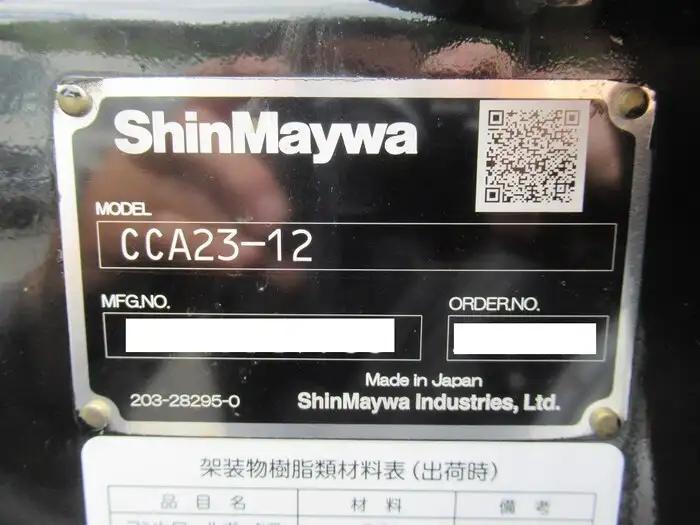 ShinMaywa
MODEL
CCA23-12
MFG.NO.
ORDER.NO.
Made in Japan
203-28295-0
ShinMaywa Industries, Ltd.
架装物樹脂類材料表(出荷時)
品目名
材料
備考